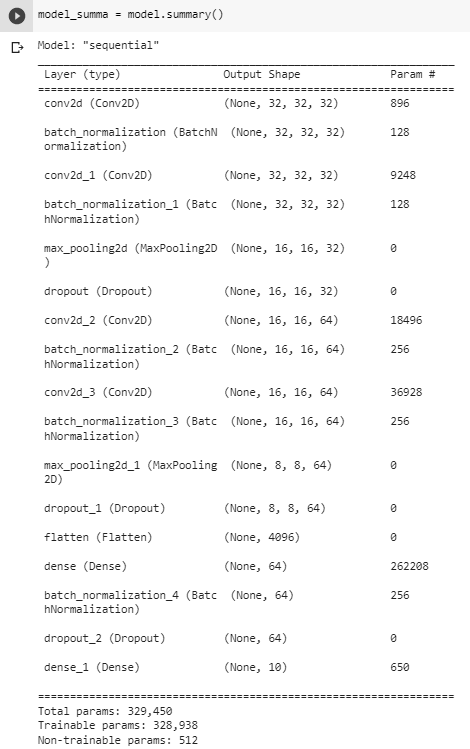 model_summa = model.summary()
Model: "sequential"
_________________________________________________________________
Layer (type) Output Shape Param #
=================================================================
conv2d (Conv2D) (None, 32, 32, 32) 896
batch_normalization (BatchN (None, 32, 32, 32) 128
ormalization)
conv2d_1 (Conv2D) (None, 32, 32, 32) 9248
batch_normalization_1 (Batc (None, 32, 32, 32) 128
hNormalization)
max_pooling2d (MaxPooling2D (None, 16, 16, 32) 0
)
dropout (Dropout) (None, 16, 16, 32) 0
conv2d_2 (Conv2D) (None, 16, 16, 64) 18496
batch_normalization_2 (Batc (None, 16, 16, 64) 256
hNormalization)
conv2d_3 (Conv2D) (None, 16, 16, 64) 36928
batch_normalization_3 (Batc (None, 16, 16, 64) 256
hNormalization)
max_pooling2d_1 (MaxPooling (None, 8, 8, 64) 0
2D)
dropout_1 (Dropout) (None, 8, 8, 64) 0
flatten (Flatten) (None, 4096) 0
dense (Dense) (None, 64) 262208
batch_normalization_4 (Batc (None, 64) 256
hNormalization)
dropout_2 (Dropout) (None, 64) 0
dense_1 (Dense) (None, 10) 650
=================================================================
Total params: 329,450
Trainable params: 328,938
Non-trainable params: 512